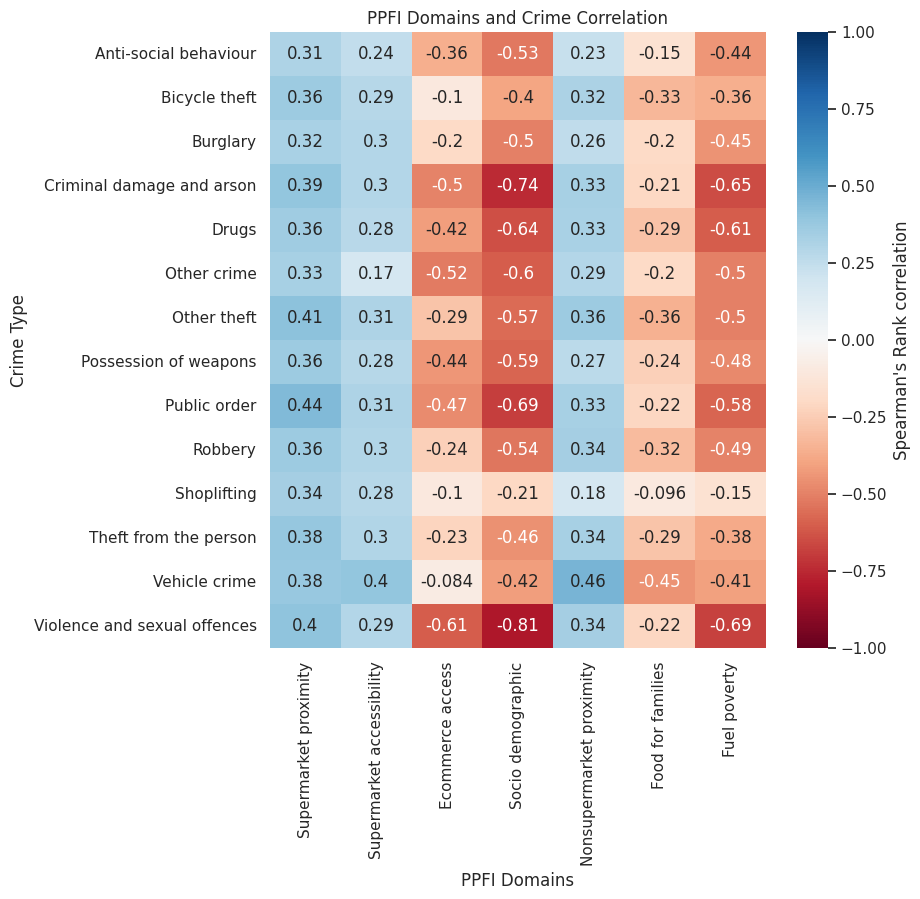 PPFI Domains and Crime Correlation
Crime Type
Anti-social behaviour 0.31 0.24 -0.36 -0.53 0.23 -0.15 -0.44
Bicycle theft 0.36 0.29 -0.1 -0.4 0.32 -0.33 -0.36
Burglary 0.32 0.3 -0.2 -0.5 0.26 -0.2 -0.45
Criminal damage and arson 0.39 0.3 -0.5 -0.74 0.33 -0.21 -0.65
Drugs 0.36 0.28 -0.42 -0.64 0.33 -0.29 -0.61
Other crime 0.33 0.17 -0.52 -0.6 0.29 -0.2 -0.5
Other theft 0.41 0.31 -0.29 -0.57 0.36 -0.36 -0.5
Possession of weapons 0.36 0.28 -0.44 -0.59 0.27 -0.24 -0.48
Public order 0.44 0.31 -0.47 -0.69 0.33 -0.22 -0.58
Robbery 0.36 0.3 -0.24 -0.54 0.34 -0.32 -0.49
Shoplifting 0.34 0.28 -0.1 -0.21 0.18 -0.096 -0.15
Theft from the person 0.38 0.3 -0.23 -0.46 0.34 -0.29 -0.38
Vehicle crime 0.38 0.4 -0.084 -0.42 0.46 -0.45 -0.41
Violence and sexual offences 0.4 0.29 -0.61 -0.81 0.34 -0.22 -0.69
Supermarket proximity
Supermarket accessibility
Ecommerce access
Socio demographic
Nonsupermarket proximity
Food for families
Fuel poverty
PPFI Domains
1.00
0.75
0.50
0.25
0.00
−0.25
−0.50
−0.75
−1.00
Spearman's Rank correlation